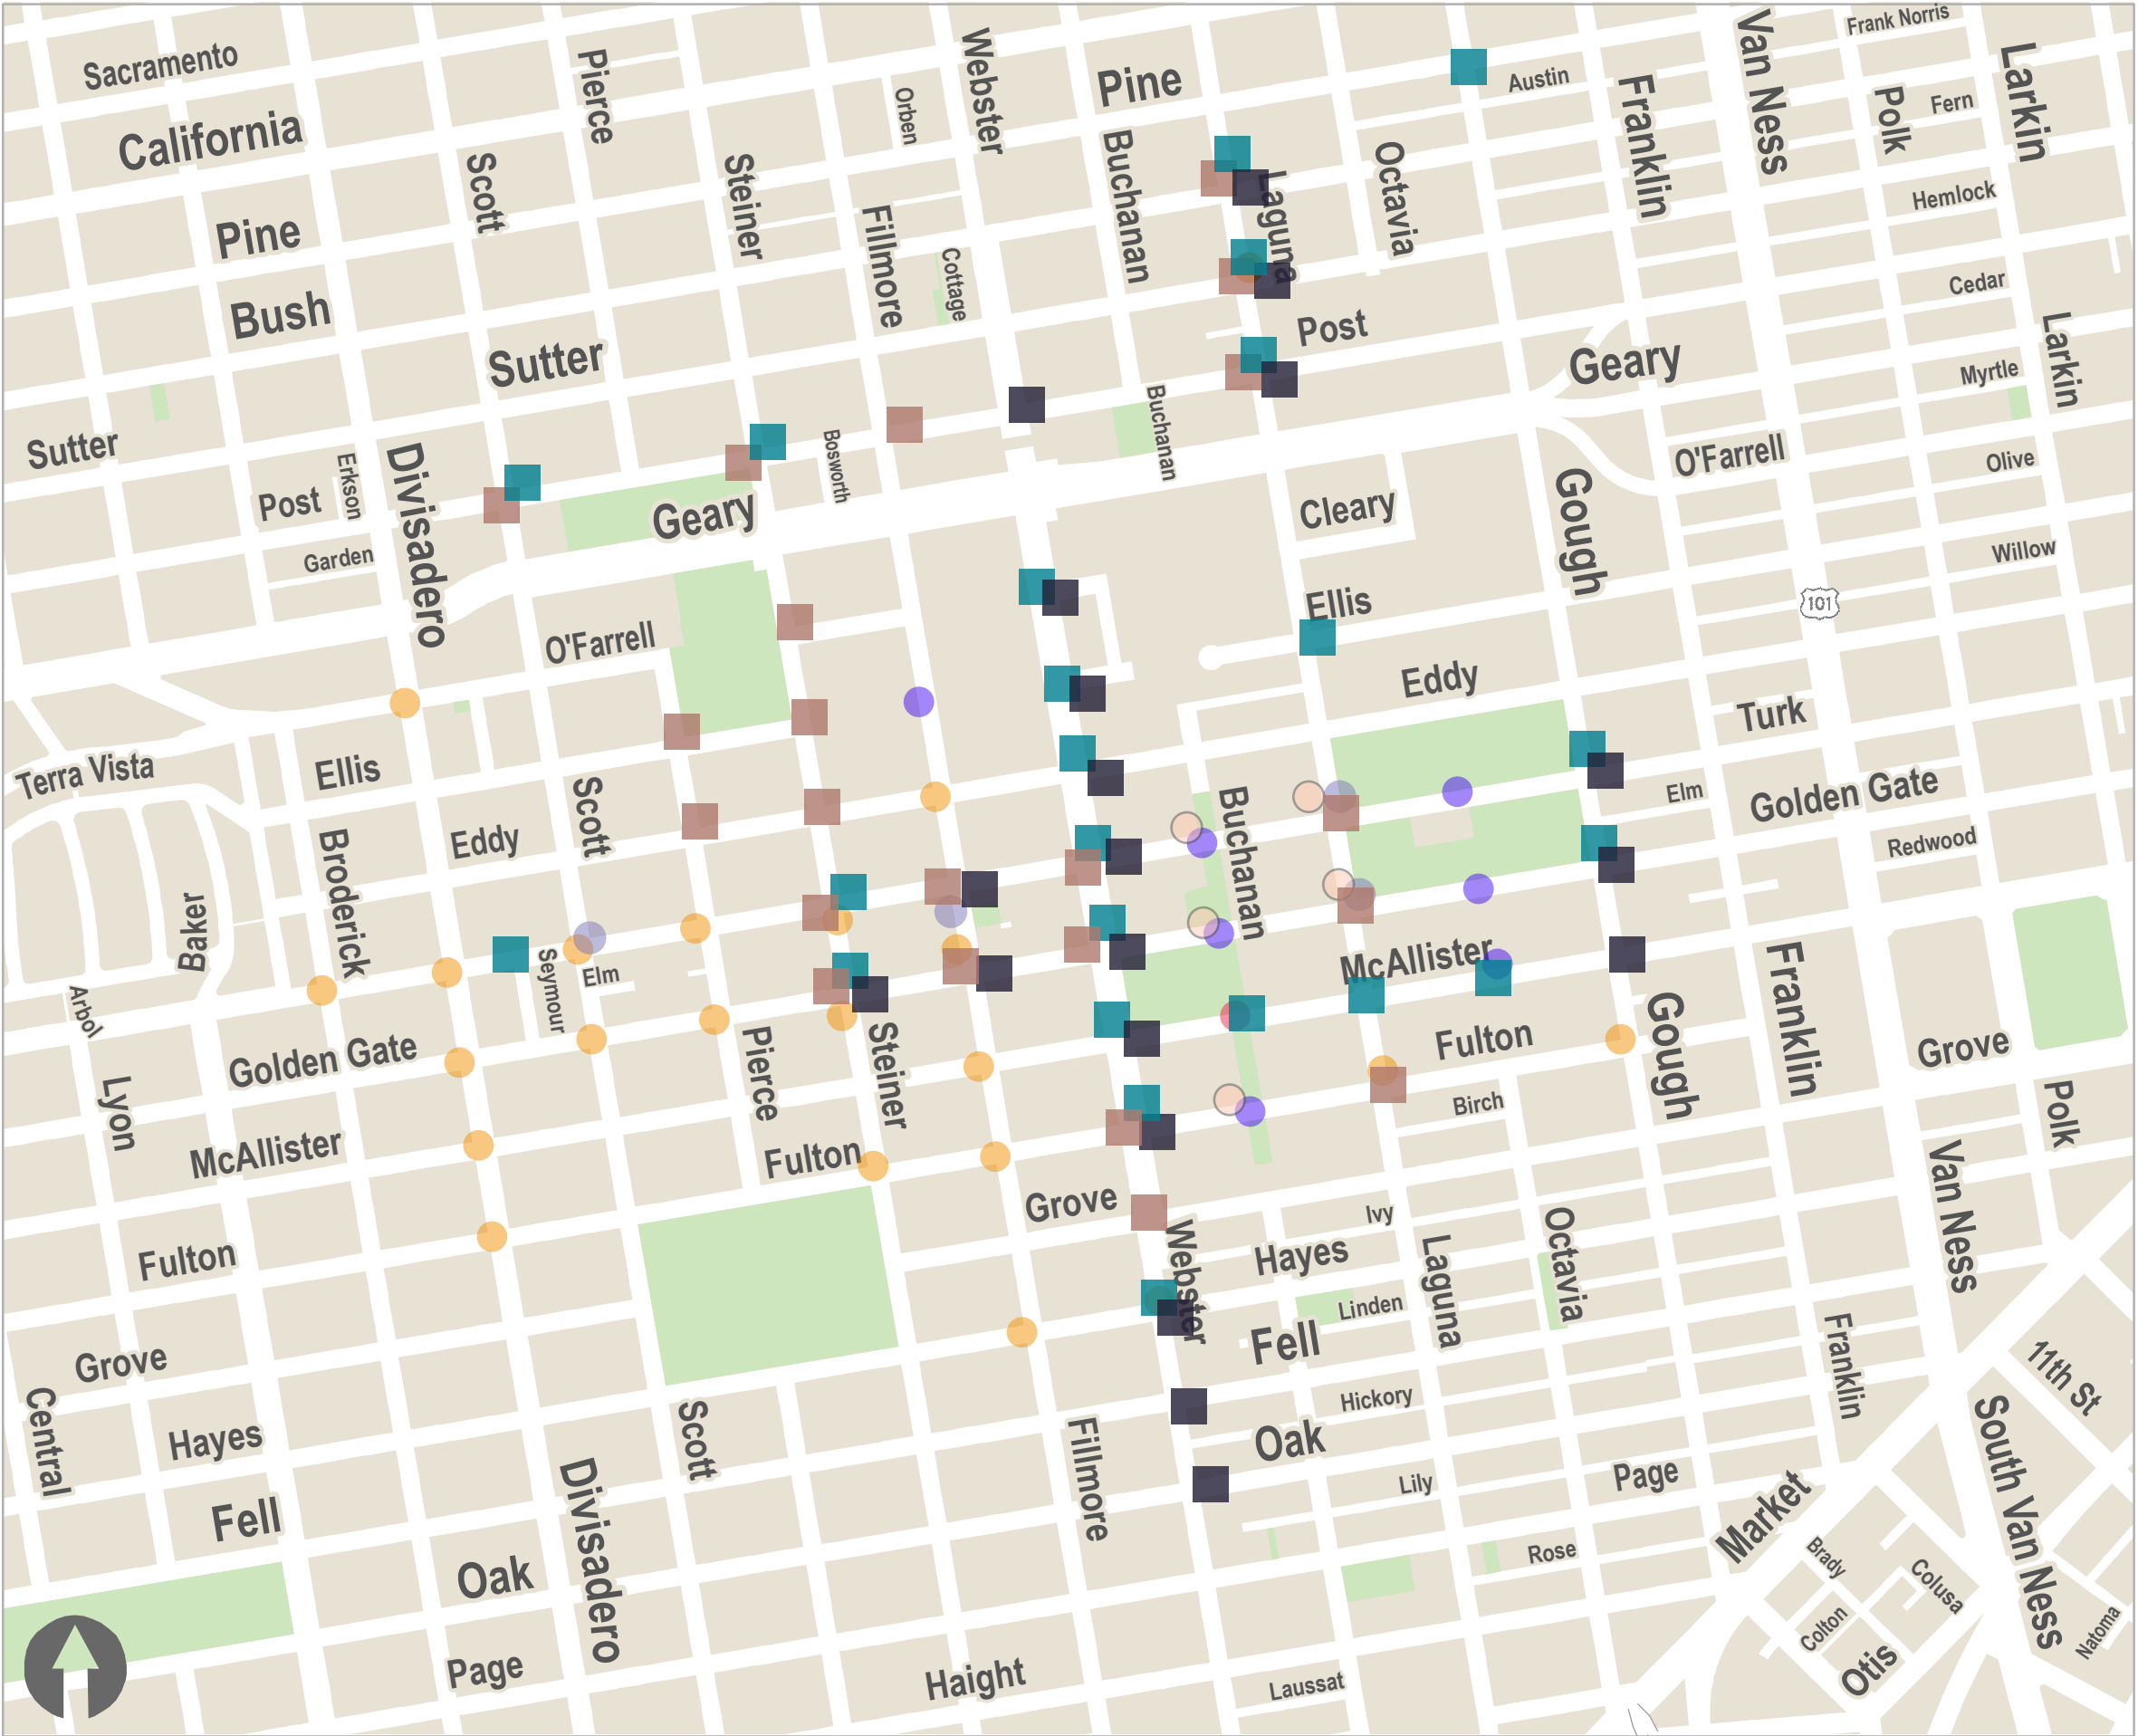 Sacramento
California
Pine
Bush
Sutter
Sutter
Post
Erkson
Garden
Divisadero
Scott
Pierce
Steiner
Orben
Webster
Fillmore
Cottage
Bosworth
Geary
Pine
Buchanan
Laguna
Octavia
Austin
Franklin
Van Ness
Frank Norris
Polk
Fern
Larkin
Hemlock
Cedar
Post
Geary
Myrtle
Larkin
Buchanan
O'Farrell
Olive
Cleary
Gough
Willow
Ellis
101
Eddy
Turk
Golden Gate
Elm
Redwood
O'Farrell
Terra Vista
Ellis
Scott
Eddy
Broderick
Baker
Seymour
Elm
Arbol
Golden Gate
Lyon
McAllister
Pierce
Steiner
Fulton
Buchanan
McAllister
Fulton
Birch
Gough
Franklin
Grove
Polk
Van Ness
Fulton
Grove
Central
Hayes
Fell
Scott
Divisadero
Oak
Page
Grove
Webster
Hayes
Ivy
Linden
Fell
Laguna
Octavia
Hickory
Oak
Fillmore
Lily
Page
Rose
Franklin
11th St
South Van Ness
Market
Brady
Colusa
Colton
Otis
Natoma
Haight
Laussat